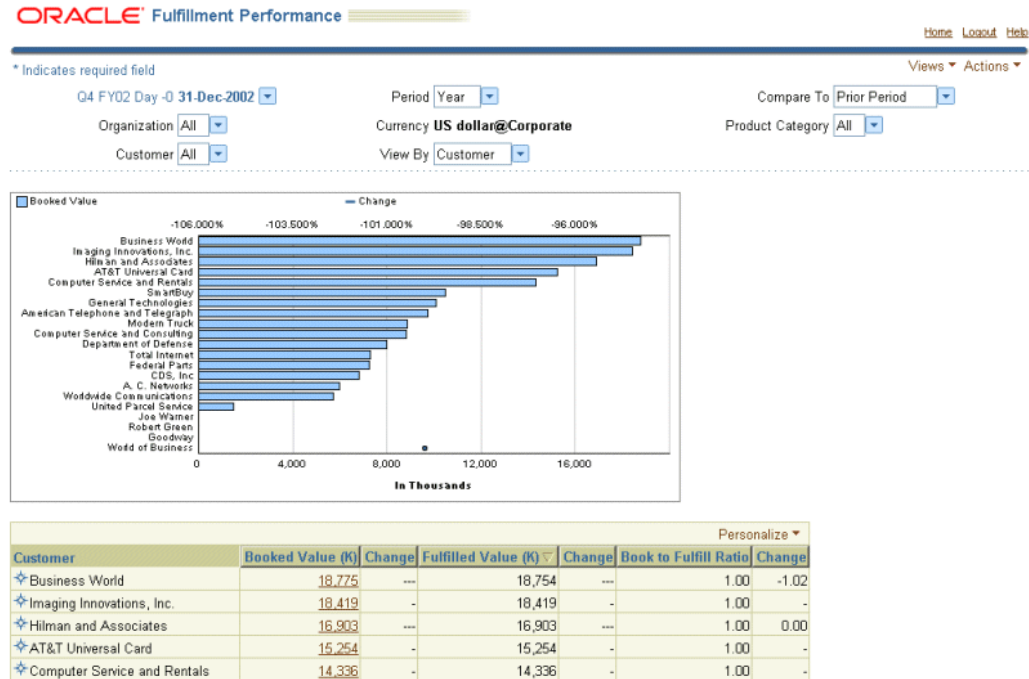 ORACLE' Fulfillment Performance
Home Logout Help
* Indicates required field
Views Actions
Q4 FY02 Day -0 31-Dec-2002 Period Year Compare To Prior Period
Organization All Currency US dollar@Corporate Product Category All
Customer All View By Customer
Booked Value Change
-106.000% -103.500% -101.000% -98.500% -96.000%
Business World
Imaging Innovations, Inc.
Hilman and Associates
AT&T Universal Card
Computer Service and Rentals
SmartBuy
General Technologies
American Telephone and Telegraph
Modern Truck
Computer Service and Consulting
Department of Defense
Total Internet
Federal Parts
CDS, Inc
A. C. Networks
Worldwide Communications
United Parcel Service
Joe Warner
Robert Green
Goodway
World of Business
0 4,000 8,000 12,000 16,000
In Thousands
Personalize
Customer Booked Value (K) Change Fulfilled Value (K) Change Book to Fulfill Ratio Change
Business World 18,775 --- 18,754 --- 1.00 -1.02
Imaging Innovations, Inc. 18,419 - 18,419 - 1.00 -
Hilman and Associates 16,903 --- 16,903 --- 1.00 0.00
AT&T Universal Card 15,254 - 15,254 - 1.00 -
Computer Service and Rentals 14,336 - 14,336 - 1.00 -